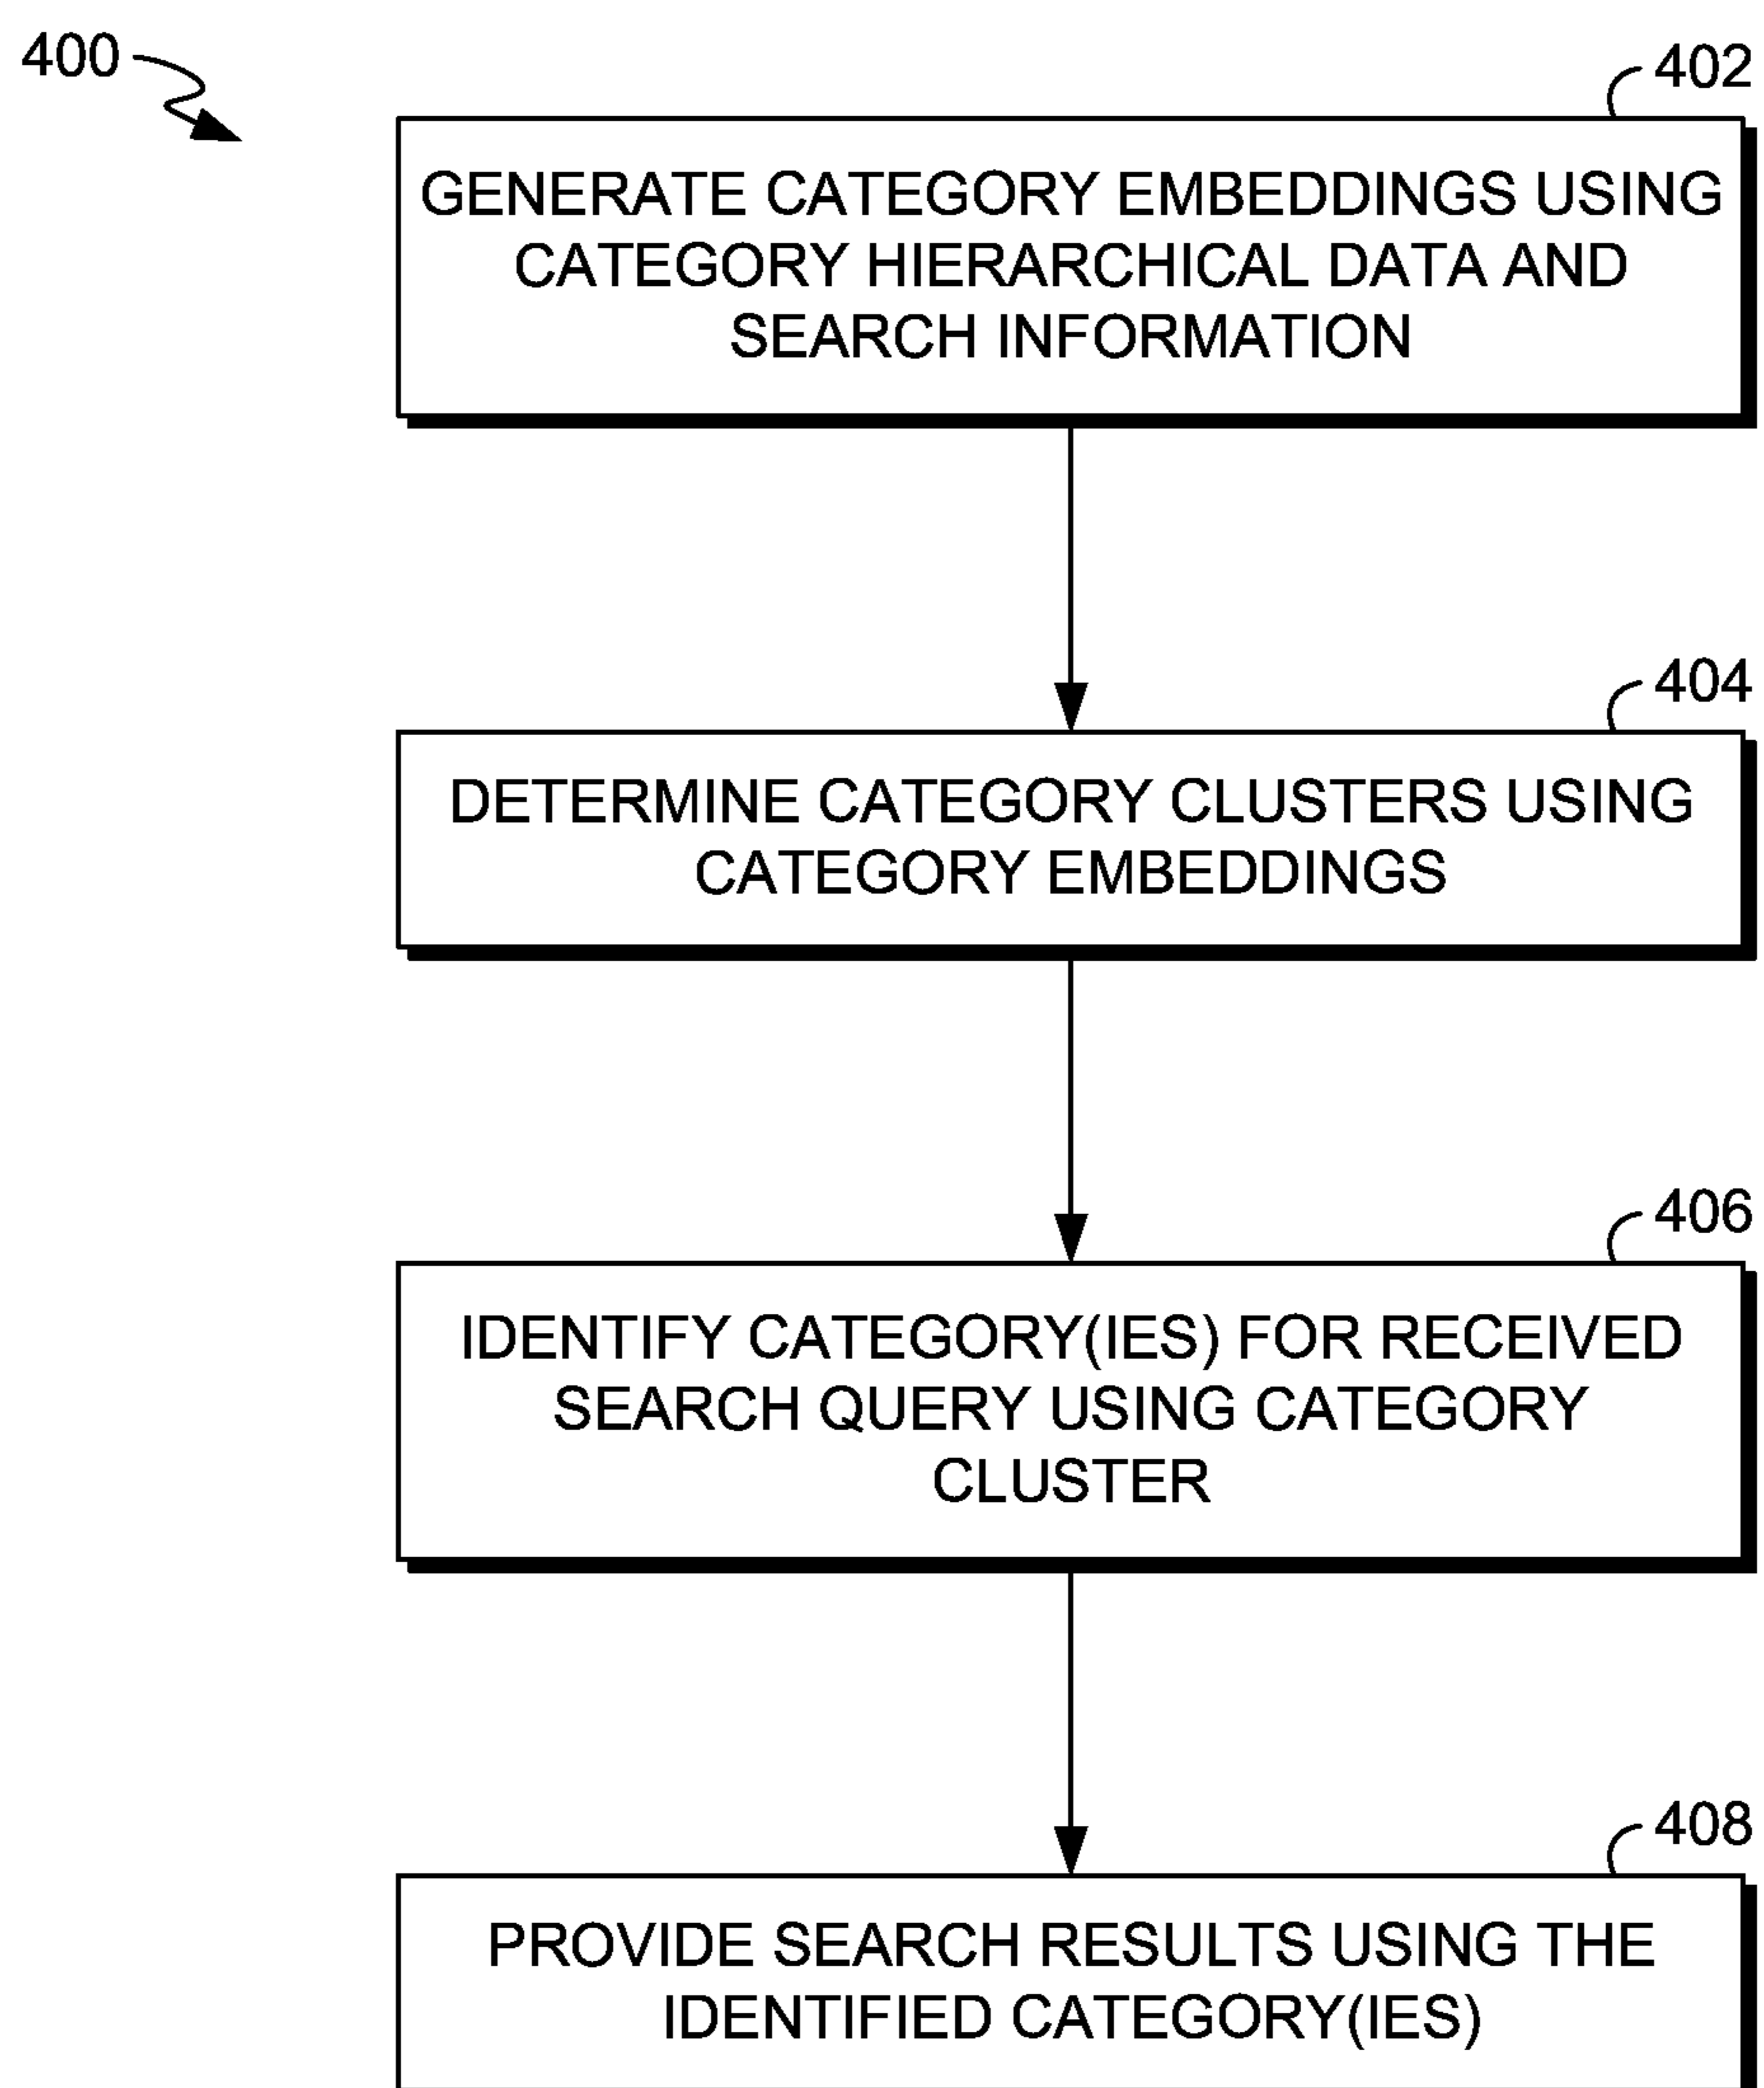 400
402
GENERATE CATEGORY EMBEDDINGS USING
CATEGORY HIERARCHICAL DATA AND
SEARCH INFORMATION
404
DETERMINE CATEGORY CLUSTERS USING
CATEGORY EMBEDDINGS
406
IDENTIFY CATEGORY(IES) FOR RECEIVED
SEARCH QUERY USING CATEGORY
CLUSTER
408
PROVIDE SEARCH RESULTS USING THE
IDENTIFIED CATEGORY(IES)